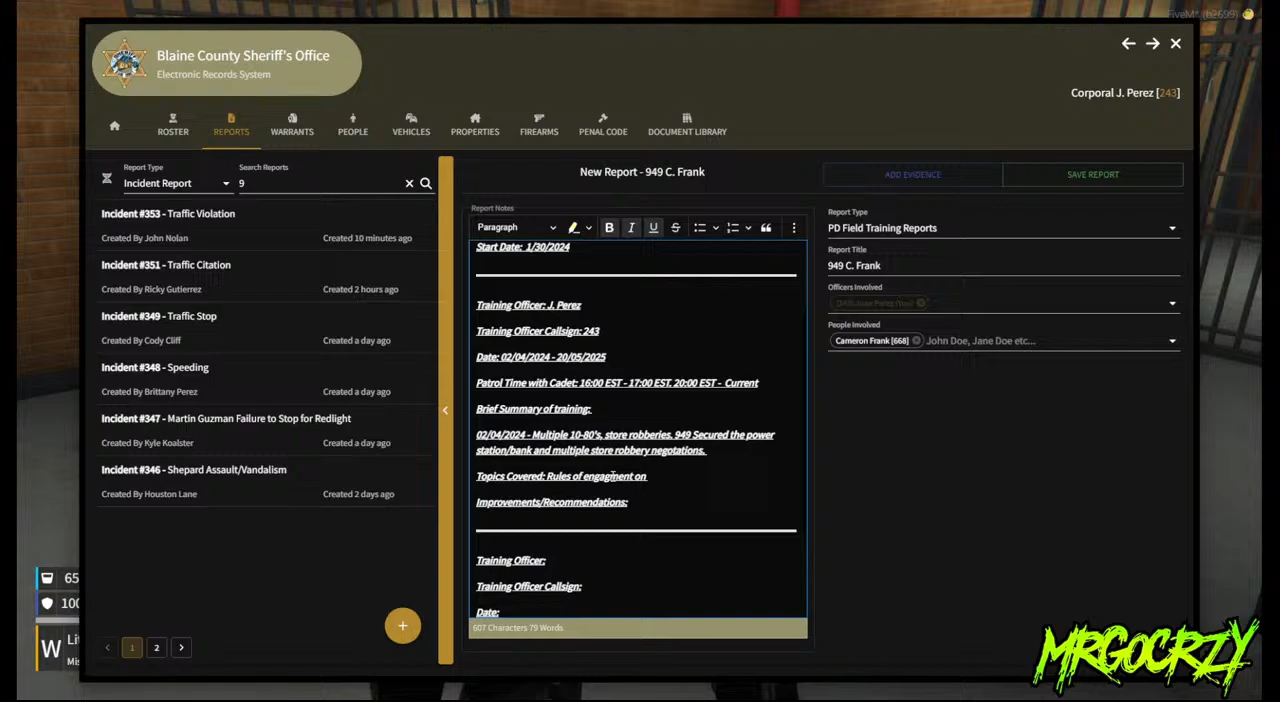 FiveM® (b2699)
Blaine County Sheriff's Office
Electronic Records System
Corporal J. Perez [243]
ROSTER
REPORTS
WARRANTS
PEOPLE
VEHICLES
PROPERTIES
FIREARMS
PENAL CODE
DOCUMENT LIBRARY
Report Type
Incident Report
Search Reports
9
Incident #353 - Traffic Violation
Created By John Nolan
Created 10 minutes ago
Incident #351 - Traffic Citation
Created By Ricky Gutierrez
Created 2 hours ago
Incident #349 - Traffic Stop
Created By Cody Cliff
Created a day ago
Incident #348 - Speeding
Created By Brittany Perez
Created a day ago
Incident #347 - Martin Guzman Failure to Stop for Redlight
Created By Kyle Koalster
Created a day ago
Incident #346 - Shepard Assault/Vandalism
Created By Houston Lane
Created 2 days ago
1
2
New Report - 949 C. Frank
ADD EVIDENCE
SAVE REPORT
Report Notes
Paragraph
B I U S
Start Date: 1/30/2024
Training Officer: J. Perez
Training Officer Callsign: 243
Date: 02/04/2024 - 20/05/2025
Patrol Time with Cadet: 16:00 EST - 17:00 EST. 20:00 EST - Current
Brief Summary of training:
02/04/2024 - Multiple 10-80's, store robberies. 949 Secured the power
station/bank and multiple store robbery negotations.
Topics Covered: Rules of engagment on
Improvements/Recommendations:
Training Officer:
Training Officer Callsign:
Date:
607 Characters 79 Words
Report Type
PD Field Training Reports
Report Title
949 C. Frank
Officers Involved
People Involved
Cameron Frank [668]
John Doe, Jane Doe etc...
65
100
W
Lit
Mis
MRGOCRZY